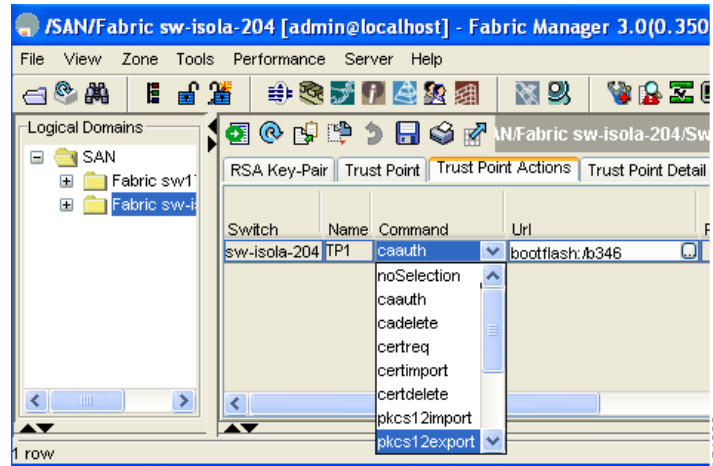 /SAN/Fabric sw-isola-204 [admin@localhost] - Fabric Manager 3.0(0.350
File View Zone Tools Performance Server Help
Logical Domains
SAN
Fabric sw1
Fabric sw-i
/Fabric sw-isola-204/Sw
RSA Key-Pair Trust Point Trust Point Actions Trust Point Detail
Switch Name Command Url
sw-isola-204 TP1 caauth bootflash:/b346
noSelection
caauth
cadelete
certreq
certimport
certdelete
pkcs12import
pkcs12export
1 row